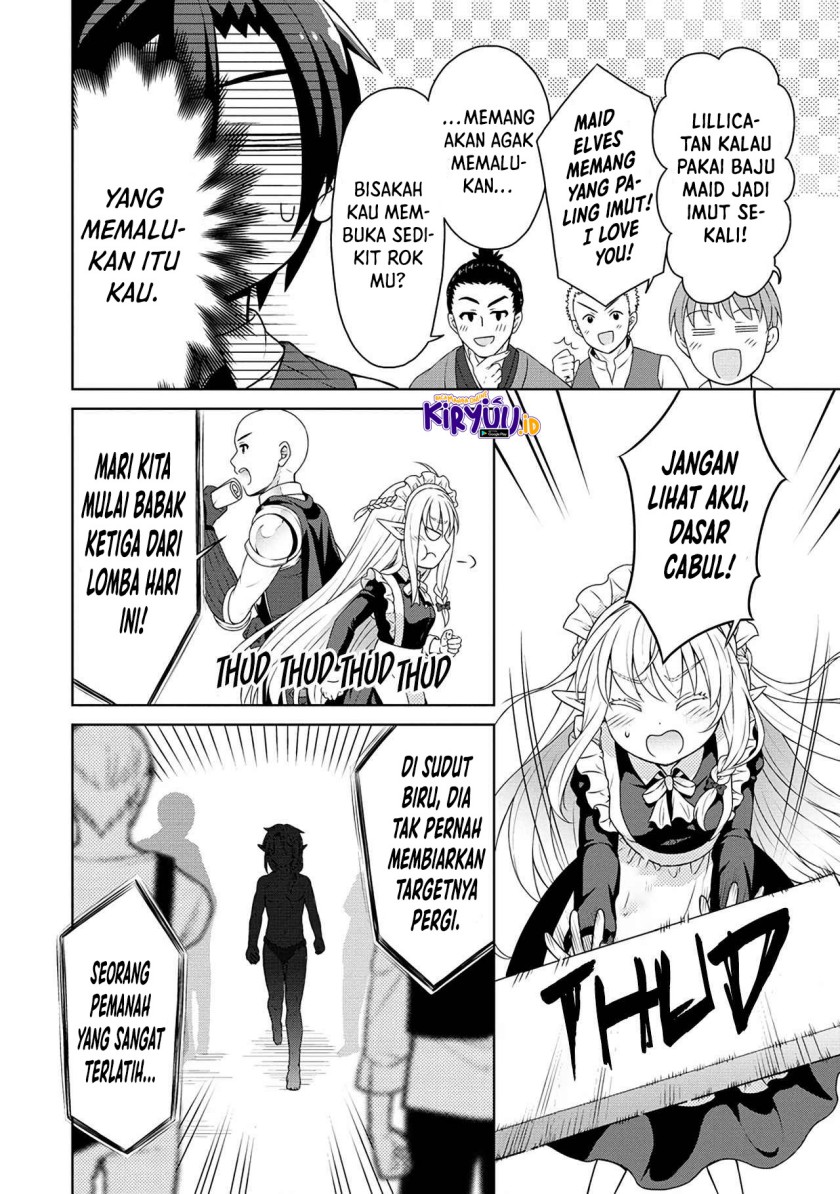 LILLICA-
TAN KALAU
PAKAI BAJU
MAID JADI
IMUT SE-
KALI!
MAID
ELVES
MEMANG
YANG PA-
LING IMUT!
I LOVE
YOU!
...MEMANG
AKAN AGAK
MEMALU-
KAN...
BISAKAH
KAU MEM-
BUKA SEDI-
KIT ROK
MU?
YANG
MEMALU-
KAN ITU
KAU.
KIRYUU.ID
JANGAN
LIHAT AKU,
DASAR
CABUL!
THUD
MARI KITA
MULAI BABAK
KETIGA DARI
LOMBA HARI
INI!
THUD THUD THUD THUD
DI SUDUT
BIRU, DIA
TAK PERNAH
MEMBIARKAN
TARGETNYA
PERGI.
SEORANG
PEMANAH
YANG SANGAT
TERLATIH...